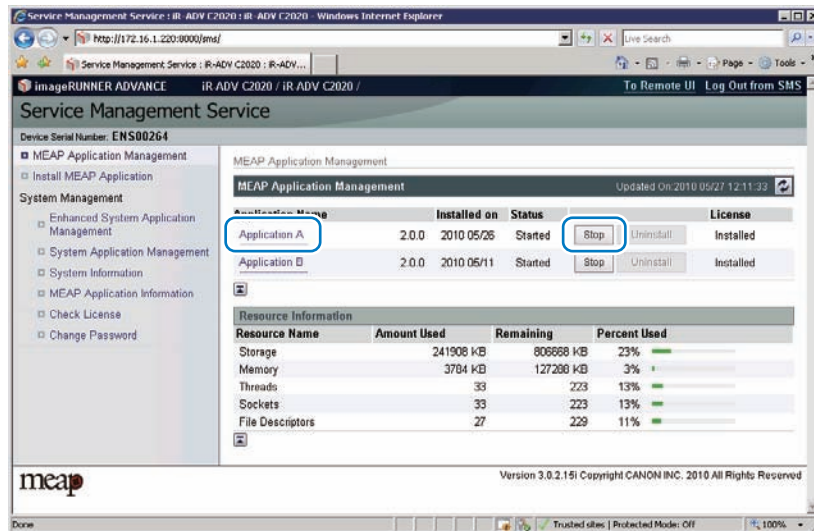 Service Management Service : iR-ADV C2020 : iR-ADV C2020 - Windows Internet Explorer
http://172.16.1.220:8000/sms/
Live Search
Service Management Service : iR-ADV C2020 : iR-ADV...
Page
Tools
imageRUNNER ADVANCE iR-ADV C2020 / iR-ADV C2020 / To Remote UI Log Out from SMS
Service Management Service
Device Serial Number: ENS00264
MEAP Application Management
Install MEAP Application
System Management
Enhanced System Application Management
System Application Management
System Information
MEAP Application Information
Check License
Change Password
MEAP Application Management
MEAP Application Management Updated On:2010 05/27 12:11:33
Application Name Installed on Status License
Application A 2.0.0 2010 05/26 Started Stop Uninstall Installed
Application B 2.0.0 2010 05/11 Started Stop Uninstall Installed
Resource Information
Resource Name Amount Used Remaining Percent Used
Storage 241908 KB 806668 KB 23%
Memory 3784 KB 127288 KB 3%
Threads 33 223 13%
Sockets 33 223 13%
File Descriptors 27 229 11%
meap
Version 3.0.2.15i Copyright CANON INC. 2010 All Rights Reserved
Done Trusted sites | Protected Mode: Off 100%